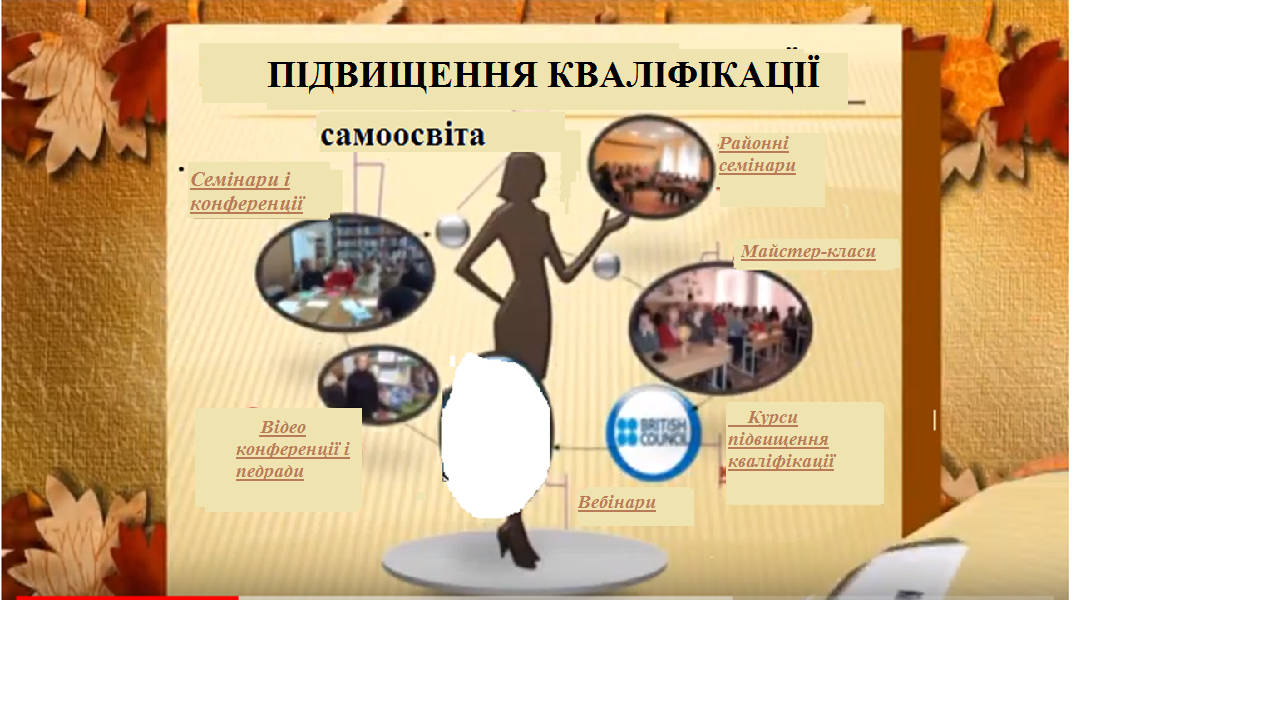 ПІДВИЩЕННЯ КВАЛІФІКАЦІЇ
самоосвіта
Районні
семінари
Семінари і
конференції
Майстер-класи
BRITISH
COUNCIL
Курси
підвищення
кваліфікації
Відео
конференції і
педради
Вебінари